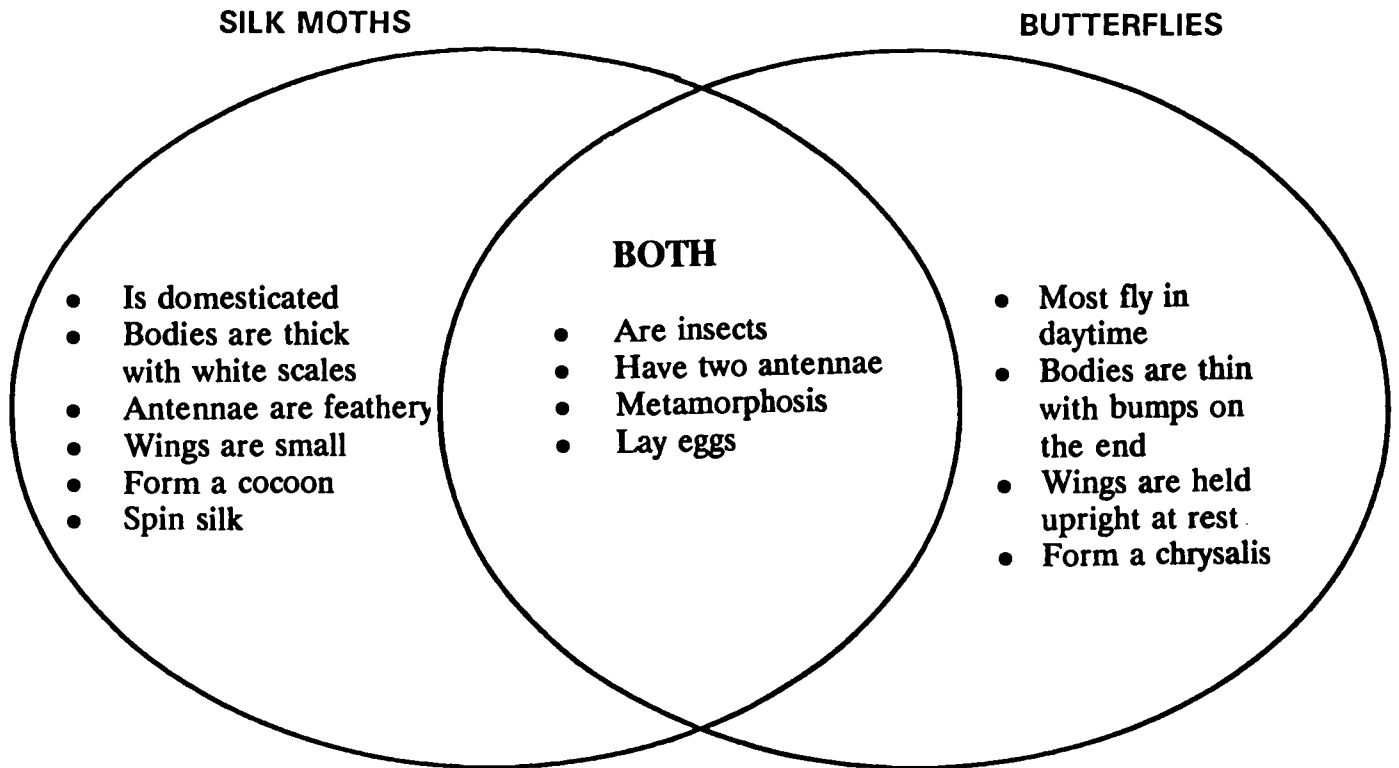 SILK MOTHS
BUTTERFLIES
• Is domesticated
• Bodies are thick
with white scales
• Antennae are feathery
• Wings are small
• Form a cocoon
• Spin silk
BOTH
• Are insects
• Have two antennae
• Metamorphosis
• Lay eggs
• Most fly in
daytime
• Bodies are thin
with bumps on
the end
• Wings are held
upright at rest
• Form a chrysalis